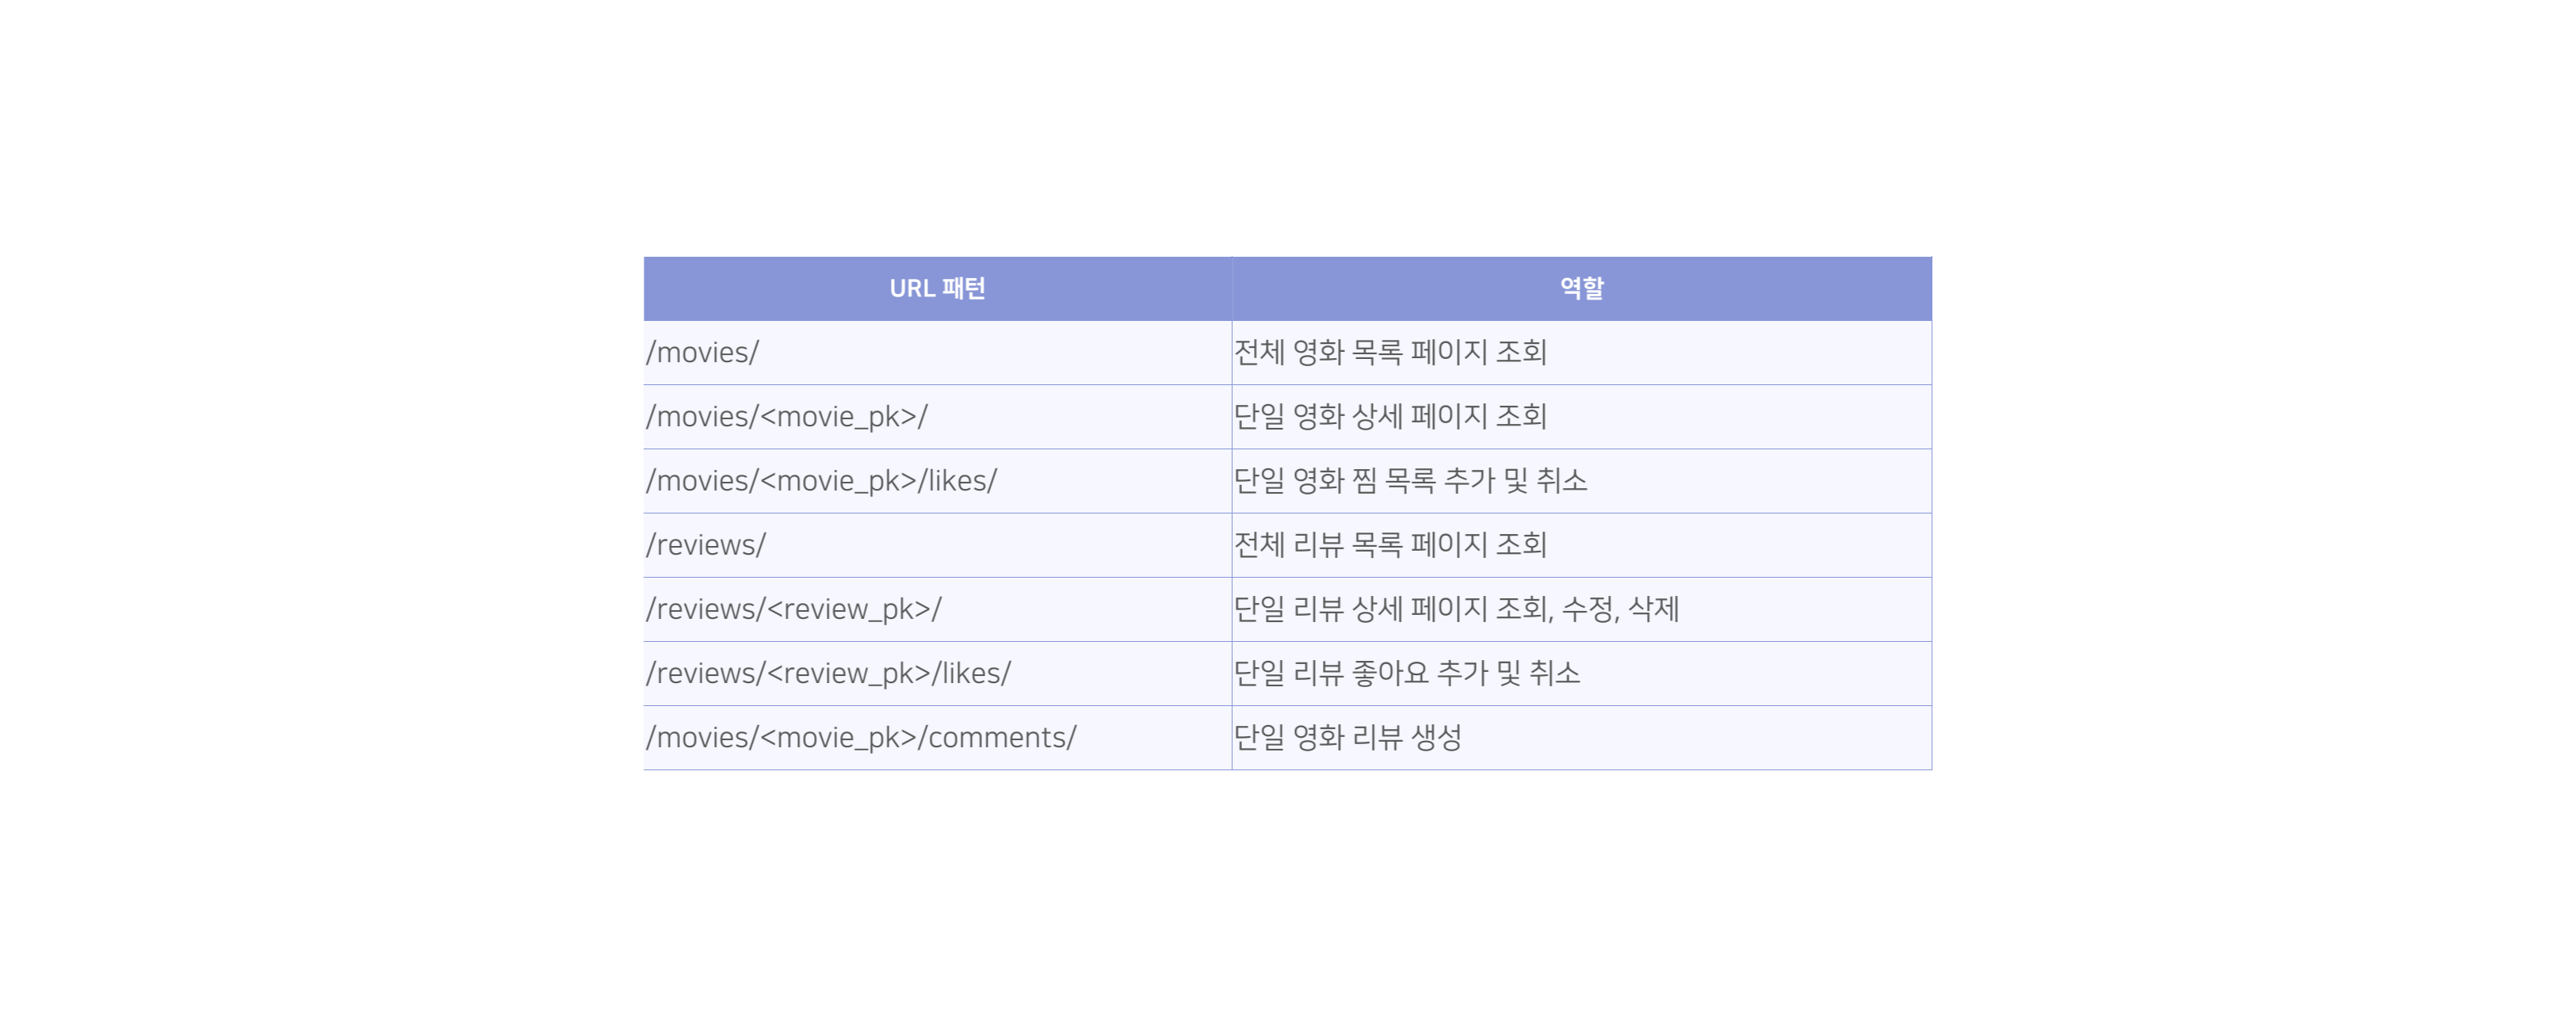 URL 패턴 역할
/movies/ 전체 영화 목록 페이지 조회
/movies/<movie_pk>/ 단일 영화 상세 페이지 조회
/movies/<movie_pk>/likes/ 단일 영화 찜 목록 추가 및 취소
/reviews/ 전체 리뷰 목록 페이지 조회
/reviews/<review_pk>/ 단일 리뷰 상세 페이지 조회, 수정, 삭제
/reviews/<review_pk>/likes/ 단일 리뷰 좋아요 추가 및 취소
/movies/<movie_pk>/comments/ 단일 영화 리뷰 생성